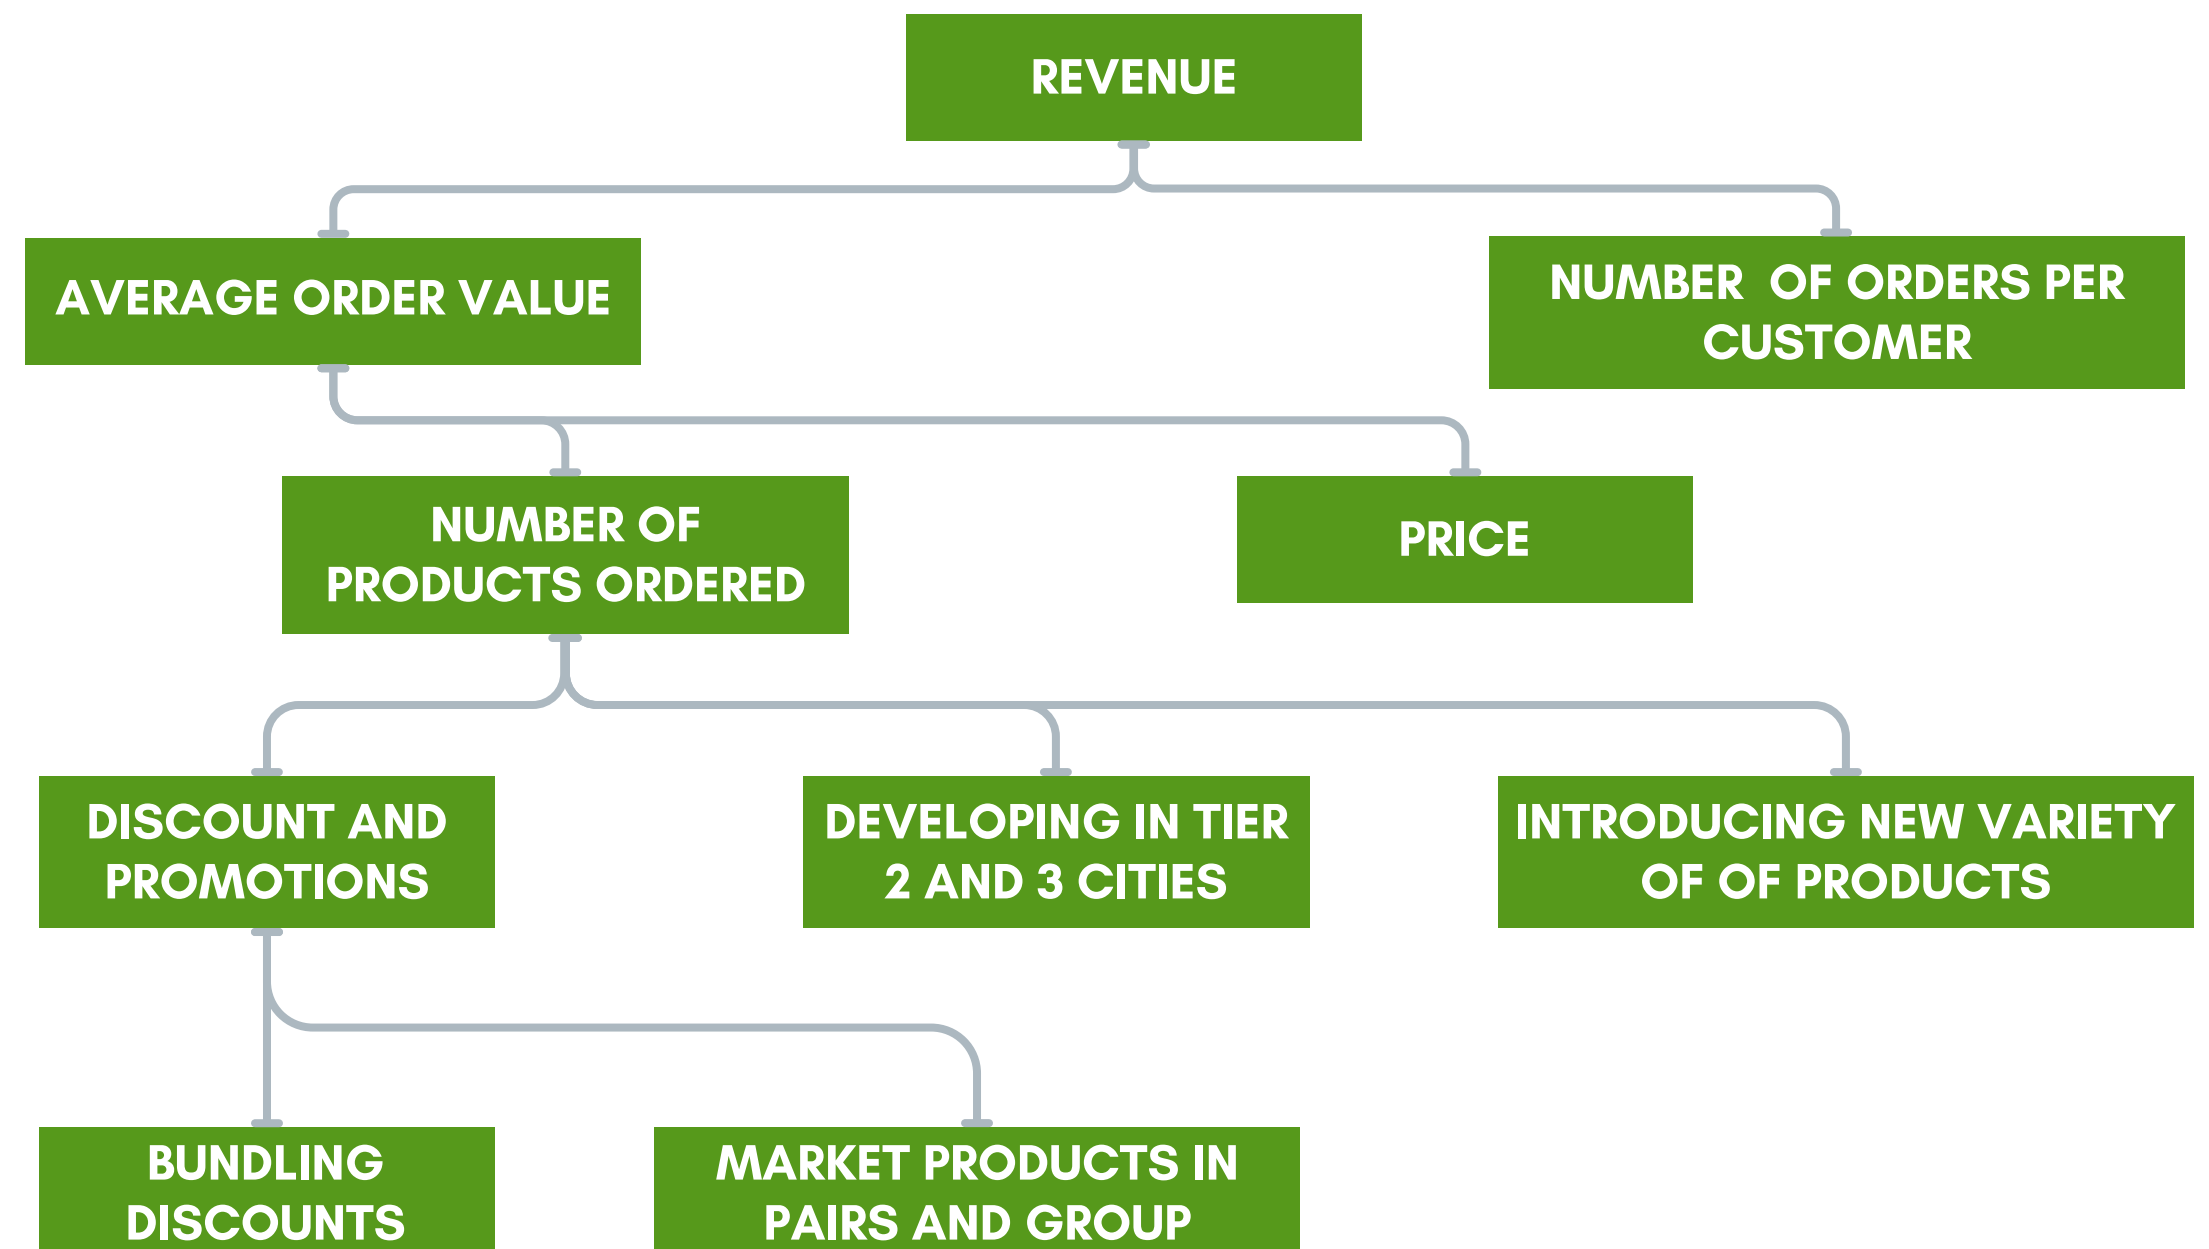 REVENUE
AVERAGE ORDER VALUE
NUMBER OF ORDERS PER
CUSTOMER
NUMBER OF
PRODUCTS ORDERED
PRICE
DISCOUNT AND
PROMOTIONS
DEVELOPING IN TIER
2 AND 3 CITIES
INTRODUCING NEW VARIETY
OF OF PRODUCTS
BUNDLING
DISCOUNTS
MARKET PRODUCTS IN
PAIRS AND GROUP